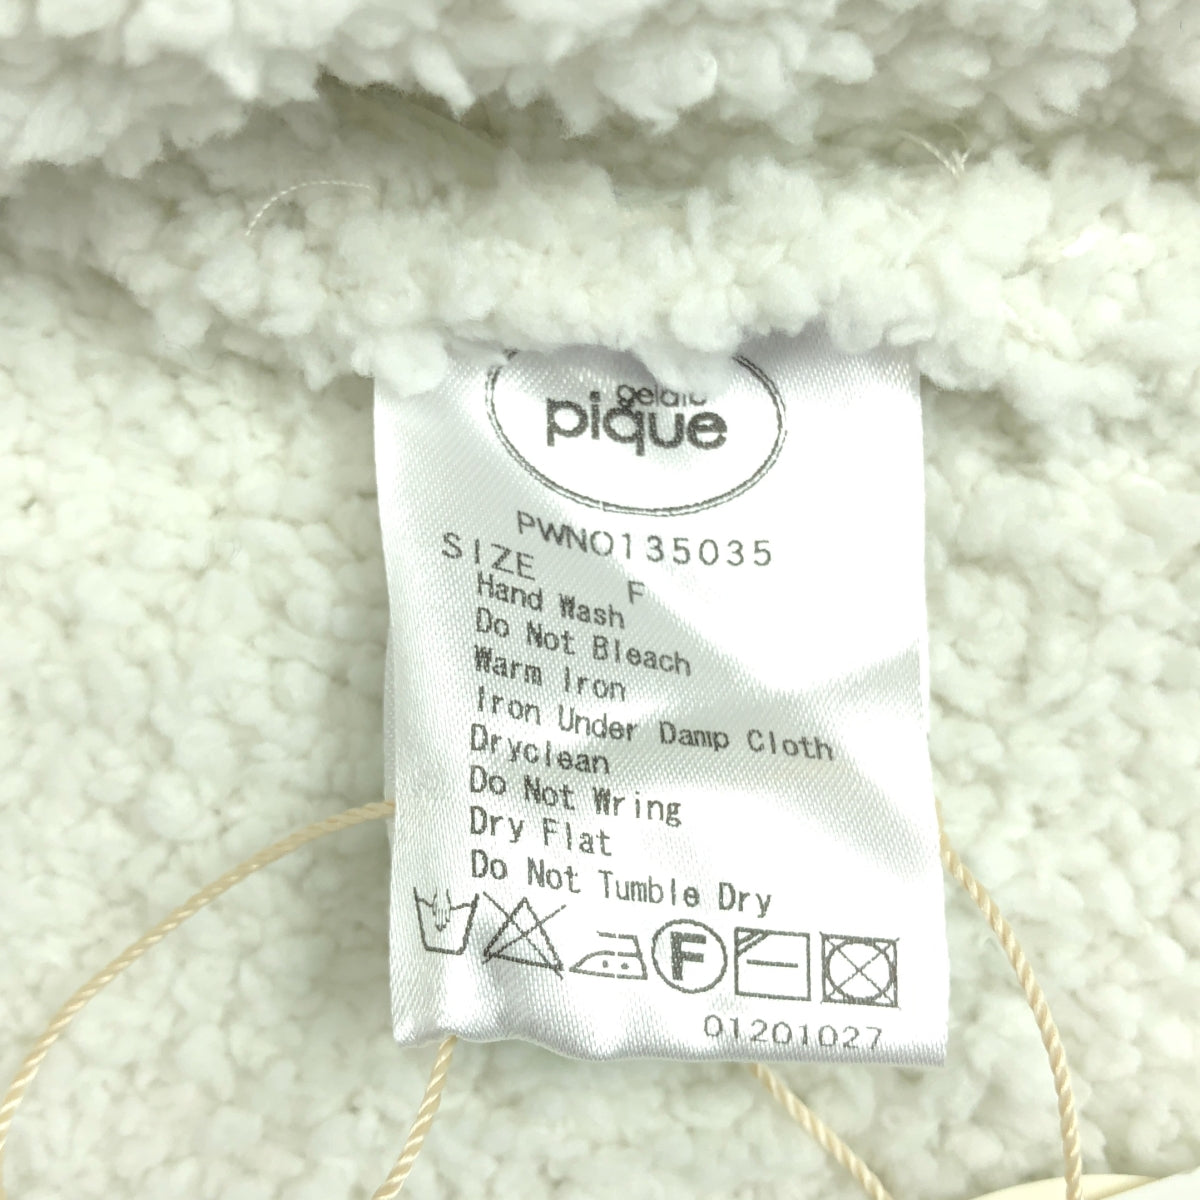 gelato
pique
PWNO135035
SIZE F
Hand Wash
Do Not Bleach
Warm Iron
Iron Under Damp Cloth
Dryclean
Do Not Wring
Dry Flat
Do Not Tumble Dry
F
01201027